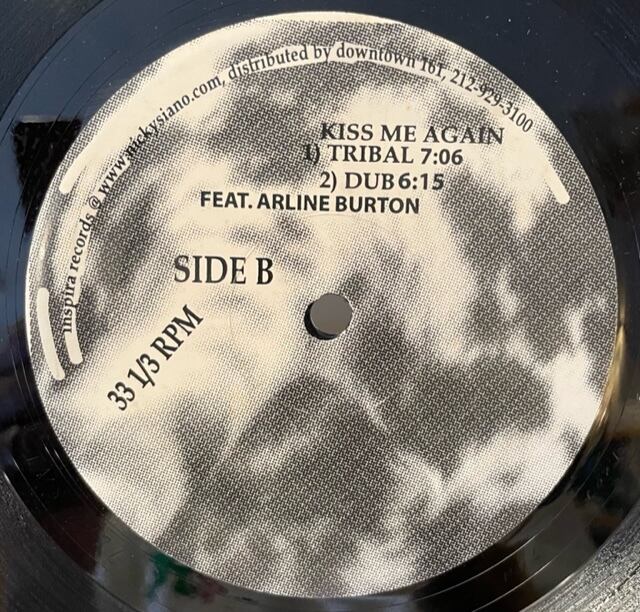 inspira records @ www.nickysiano.com, distributed by downtown 161, 212-929-3100
KISS ME AGAIN
1) TRIBAL 7:06
2) DUB 6:15
FEAT. ARLINE BURTON
SIDE B
33 1/3 RPM